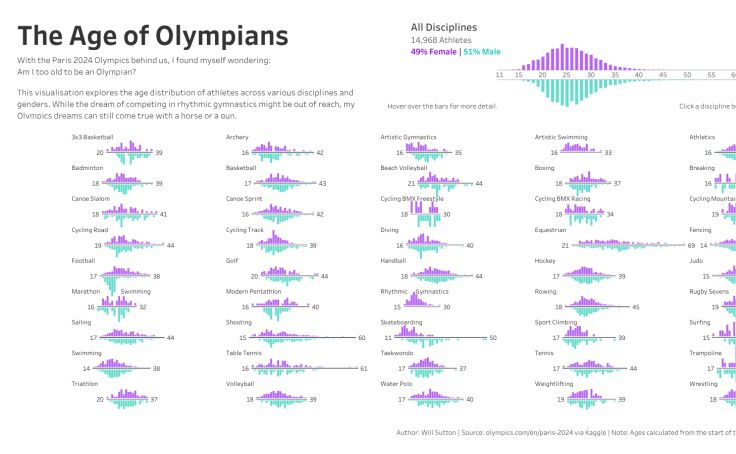 The Age of Olympians
With the Paris 2024 Olympics behind us, I found myself wondering:
Am I too old to be an Olympian?
This visualisation explores the age distribution of athletes across various disciplines and
genders. While the dream of competing in rhythmic gymnastics might be out of reach, my
Olympics dreams can still come true with a horse or a gun.
All Disciplines
14,968 Athletes
49% Female | 51% Male
11 15 20 25 30 35 40 45 50 55 60
Hover over the bars for more detail.
Click a discipline b
3x3 Basketball Archery Artistic Gymnastics Artistic Swimming Athletics
20 39 16 42 16 35 16 33 16
Badminton Basketball Beach Volleyball Boxing Breaking
18 39 17 43 21 44 18 37 16
Canoe Slalom Canoe Sprint Cycling BMX Freestyle Cycling BMX Racing Cycling Mountai
18 41 16 42 18 30 18 34 18
Cycling Road Cycling Track Diving Equestrian Fencing
19 44 18 39 16 40 21 69 14
Football Golf Handball Hockey Judo
17 38 20 44 18 44 17 39 15
Marathon Swimming Modern Pentathlon Rhythmic Gymnastics Rowing Rugby Sevens
16 32 16 40 15 30 18 45 19
Sailing Shooting Skateboarding Sport Climbing Surfing
17 44 15 60 11 50 17 39 15
Swimming Table Tennis Taekwondo Tennis Trampoline
14 38 16 61 17 37 17 44 17
Triathlon Volleyball Water Polo Weightlifting Wrestling
20 37 18 39 17 40 19 39 18
Author: Will Sutton | Source: olympics.com/en/paris-2024 via Kaggle | Note: Ages calculated from the start of t